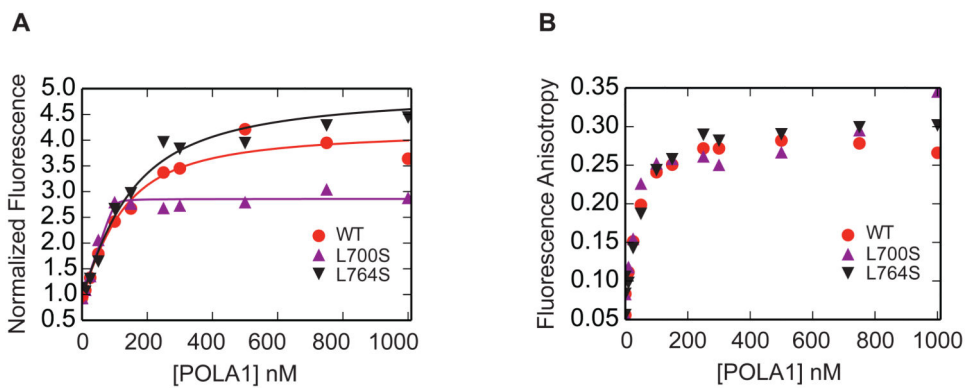 A
Normalized Fluorescence
5.0
4.5
4.0
3.5
3.0
2.5
2.0
1.5
1.0
0.5
WT
L700S
L764S
0 200 400 600 800 1000
[POLA1] nM
B
Fluorescence Anisotropy
0.35
0.30
0.25
0.20
0.15
0.10
0.05
WT
L700S
L764S
0 200 400 600 800 1000
[POLA1] nM